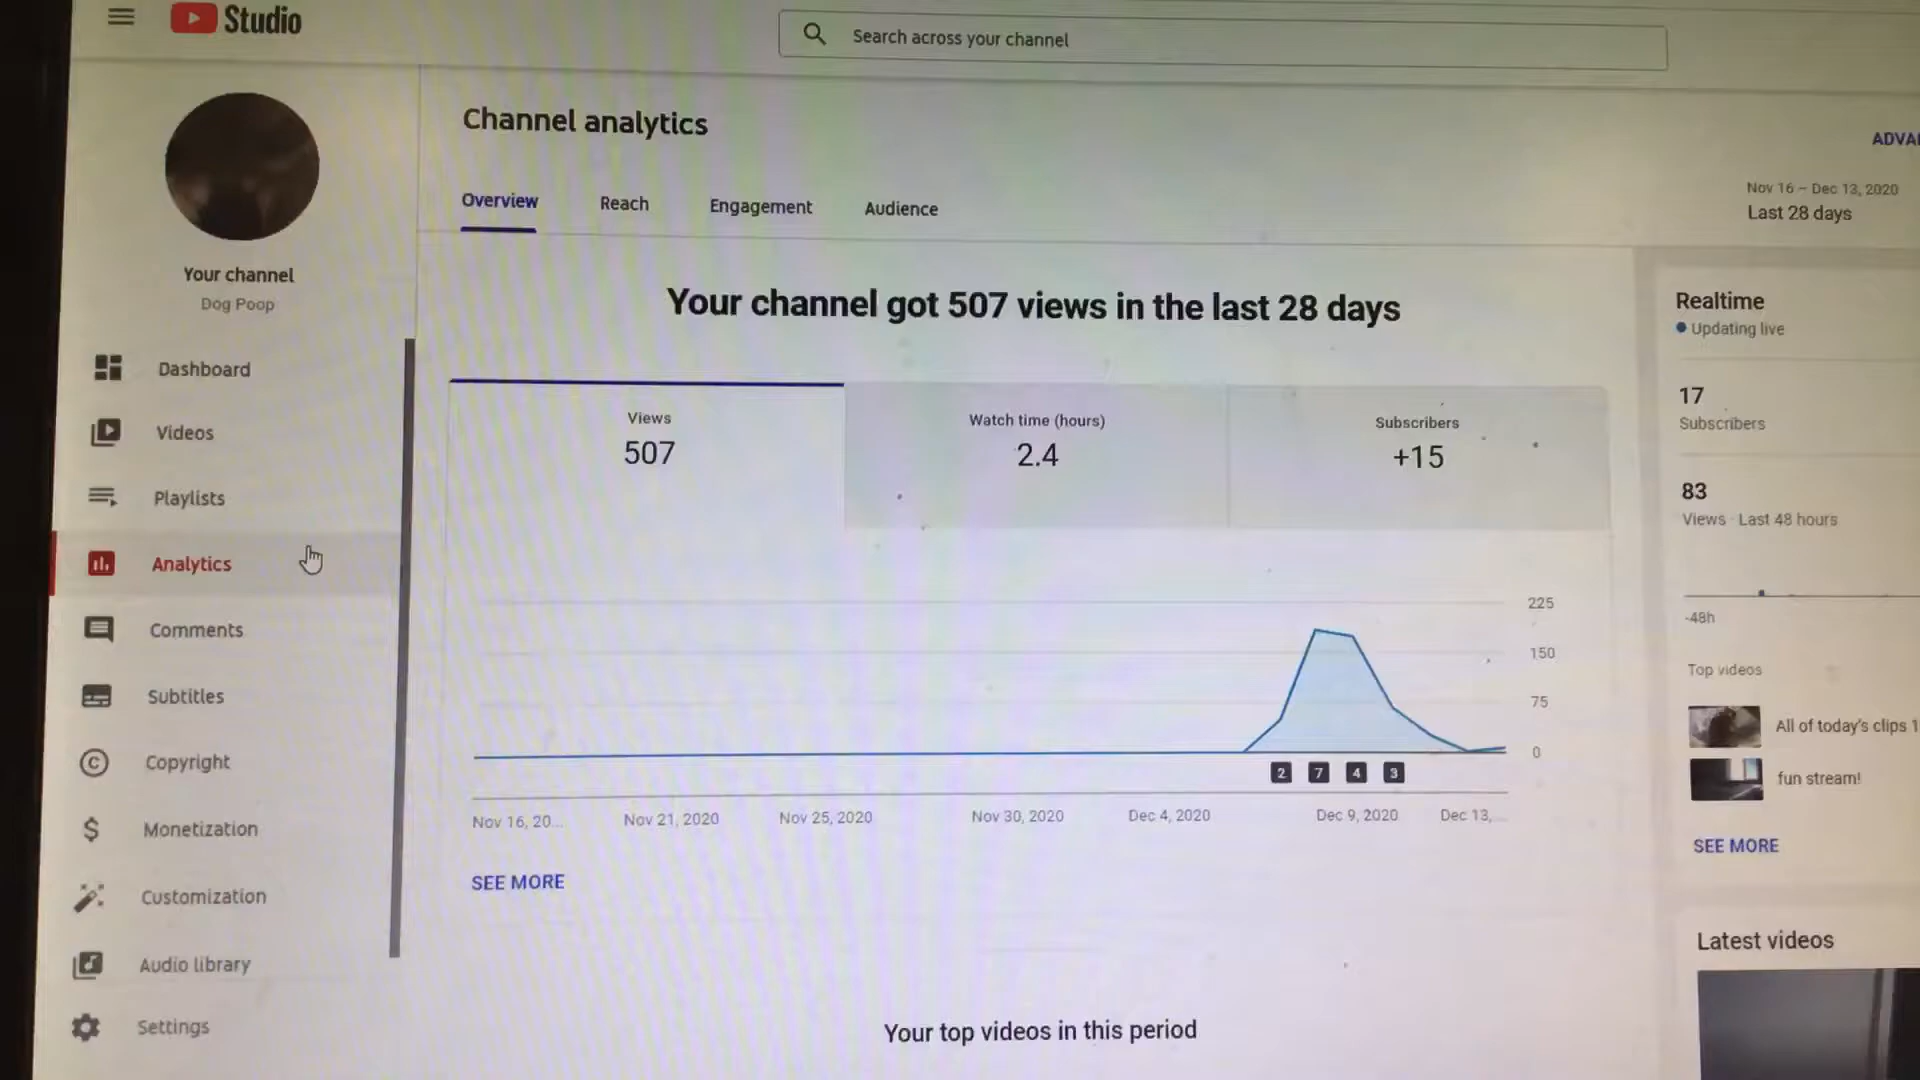 Studio
Search across your channel
Your channel
Dog Poop
Dashboard
Videos
Playlists
Analytics
Comments
Subtitles
Copyright
Monetization
Customization
Audio library
Settings
Channel analytics
ADVA
Overview
Reach
Engagement
Audience
Nov 16 – Dec 13, 2020
Last 28 days
Your channel got 507 views in the last 28 days
Views
507
Watch time (hours)
2.4
Subscribers
+15
225
150
75
0
2
7
4
3
Nov 16, 20...
Nov 21, 2020
Nov 25, 2020
Nov 30, 2020
Dec 4, 2020
Dec 9, 2020
Dec 13,...
SEE MORE
Your top videos in this period
Realtime
Updating live
17
Subscribers
83
Views · Last 48 hours
-48h
Top videos
All of today's clips 1
fun stream!
SEE MORE
Latest videos